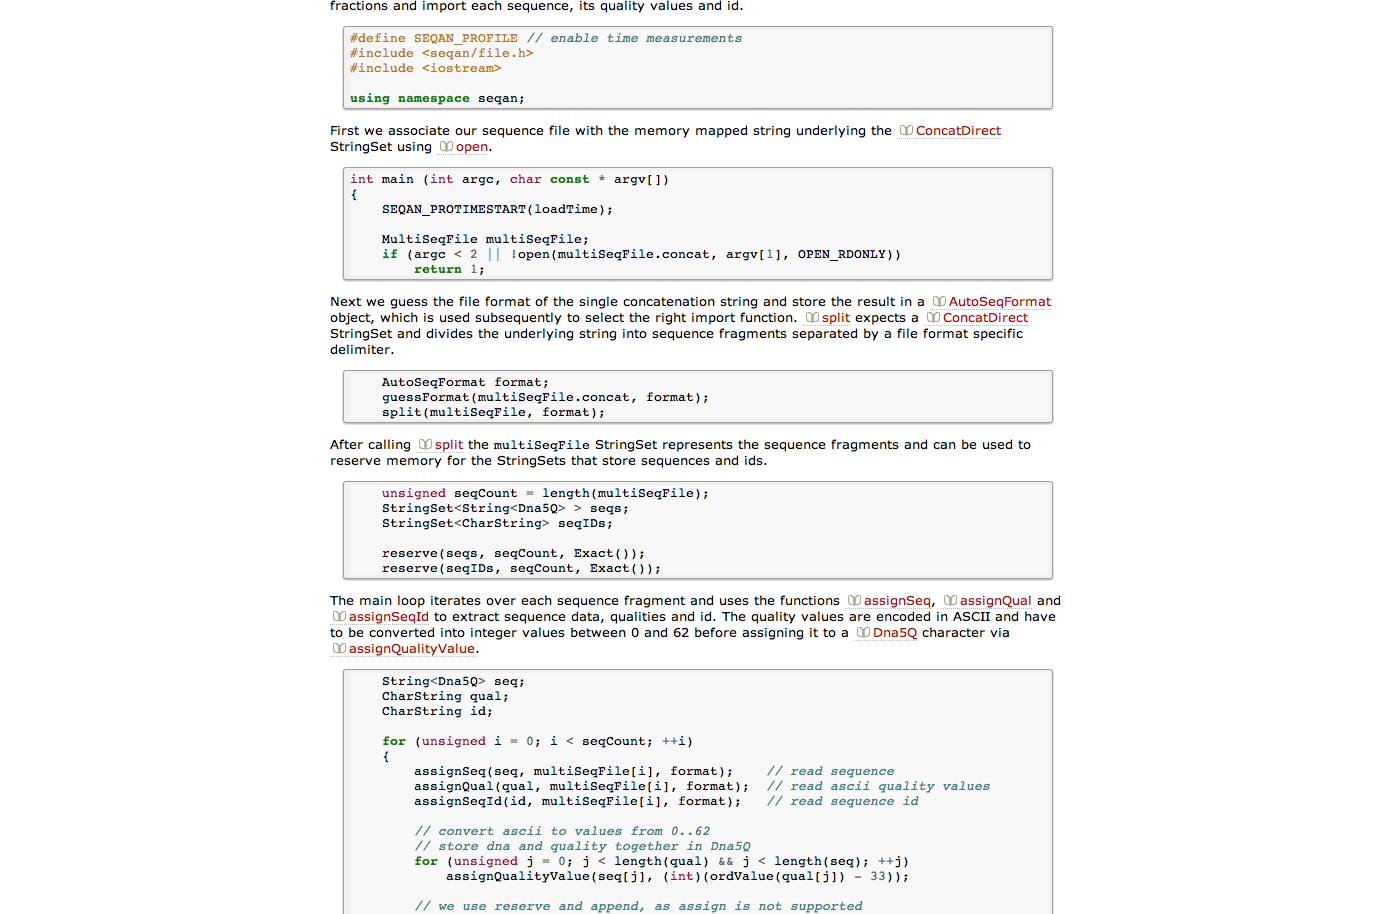 fractions and import each sequence, its quality values and id.
#define SEQAN_PROFILE // enable time measurements
#include <seqan/file.h>
#include <iostream>
using namespace seqan;
First we associate our sequence file with the memory mapped string underlying the ConcatDirect
StringSet using open.
int main (int argc, char const * argv[])
{
SEQAN_PROTIMESTART(loadTime);
MultiSeqFile multiSeqFile;
if (argc < 2 || !open(multiSeqFile.concat, argv[1], OPEN_RDONLY))
return 1;
Next we guess the file format of the single concatenation string and store the result in a AutoSeqFormat
object, which is used subsequently to select the right import function. split expects a ConcatDirect
StringSet and divides the underlying string into sequence fragments separated by a file format specific
delimiter.
AutoSeqFormat format;
guessFormat(multiSeqFile.concat, format);
split(multiSeqFile, format);
After calling split the multiSeqFile StringSet represents the sequence fragments and can be used to
reserve memory for the StringSets that store sequences and ids.
unsigned seqCount = length(multiSeqFile);
StringSet<String<Dna5Q> > seqs;
StringSet<CharString> seqIDs;
reserve(seqs, seqCount, Exact());
reserve(seqIDs, seqCount, Exact());
The main loop iterates over each sequence fragment and uses the functions assignSeq, assignQual and
assignSeqId to extract sequence data, qualities and id. The quality values are encoded in ASCII and have
to be converted into integer values between 0 and 62 before assigning it to a Dna5Q character via
assignQualityValue.
String<Dna5Q> seq;
CharString qual;
CharString id;
for (unsigned i = 0; i < seqCount; ++i)
{
assignSeq(seq, multiSeqFile[i], format); // read sequence
assignQual(qual, multiSeqFile[i], format); // read ascii quality values
assignSeqId(id, multiSeqFile[i], format); // read sequence id
// convert ascii to values from 0..62
// store dna and quality together in Dna5Q
for (unsigned j = 0; j < length(qual) && j < length(seq); ++j)
assignQualityValue(seq[j], (int)(ordValue(qual[j]) - 33));
// we use reserve and append, as assign is not supported